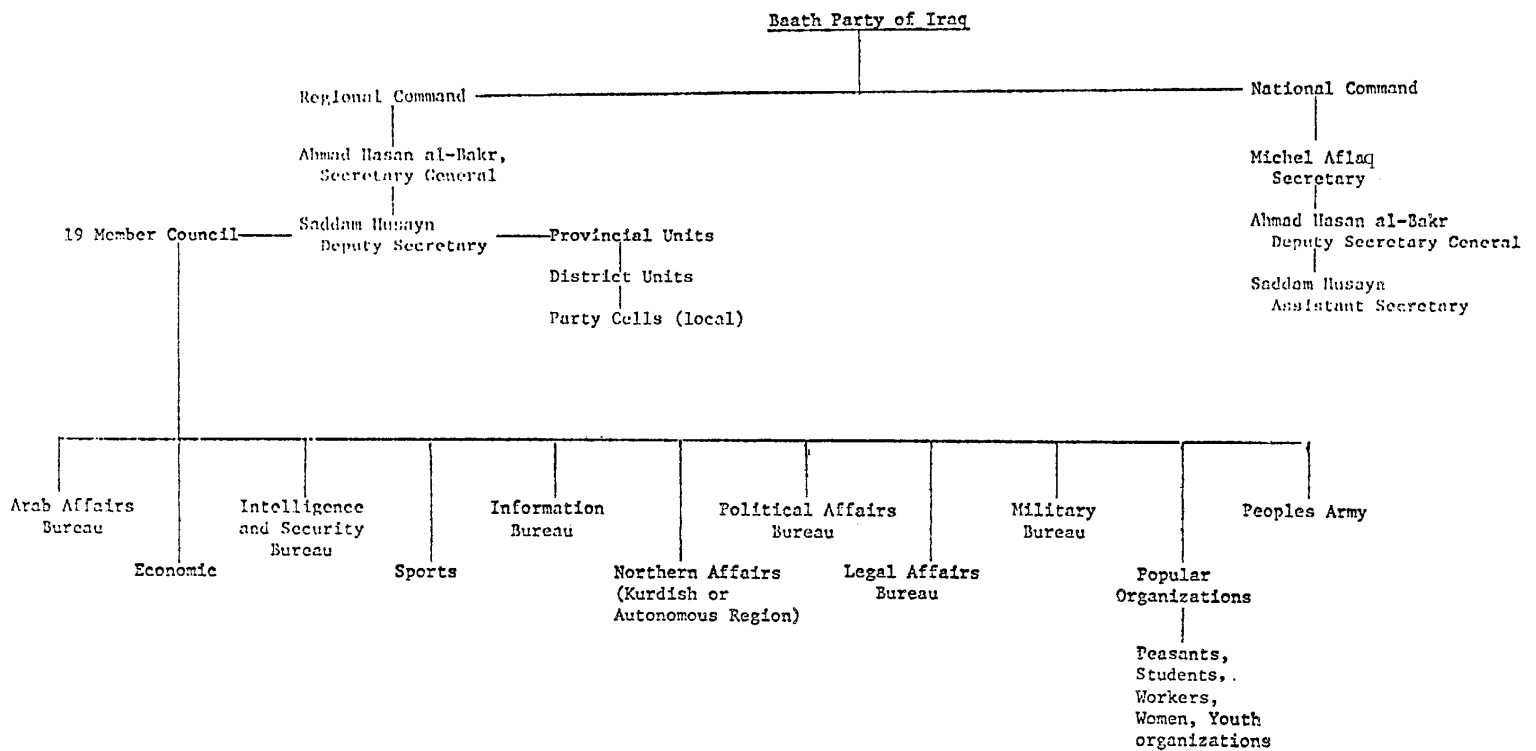 Baath Party of Iraq
Regional Command
National Command
Ahmad Hasan al-Bakr,
Secretary General
Michel Aflaq
Secretary
Saddam Husayn
Deputy Secretary
19 Member Council
Provincial Units
District Units
Party Cells (local)
Ahmad Hasan al-Bakr
Deputy Secretary General
Saddam Husayn
Assistant Secretary
Arab Affairs
Bureau
Economic
Intelligence
and Security
Bureau
Sports
Information
Bureau
Northern Affairs
(Kurdish or
Autonomous Region)
Political Affairs
Bureau
Legal Affairs
Bureau
Military
Bureau
Popular
Organizations
Peasants,
Students,
Workers,
Women, Youth
organizations
Peoples Army